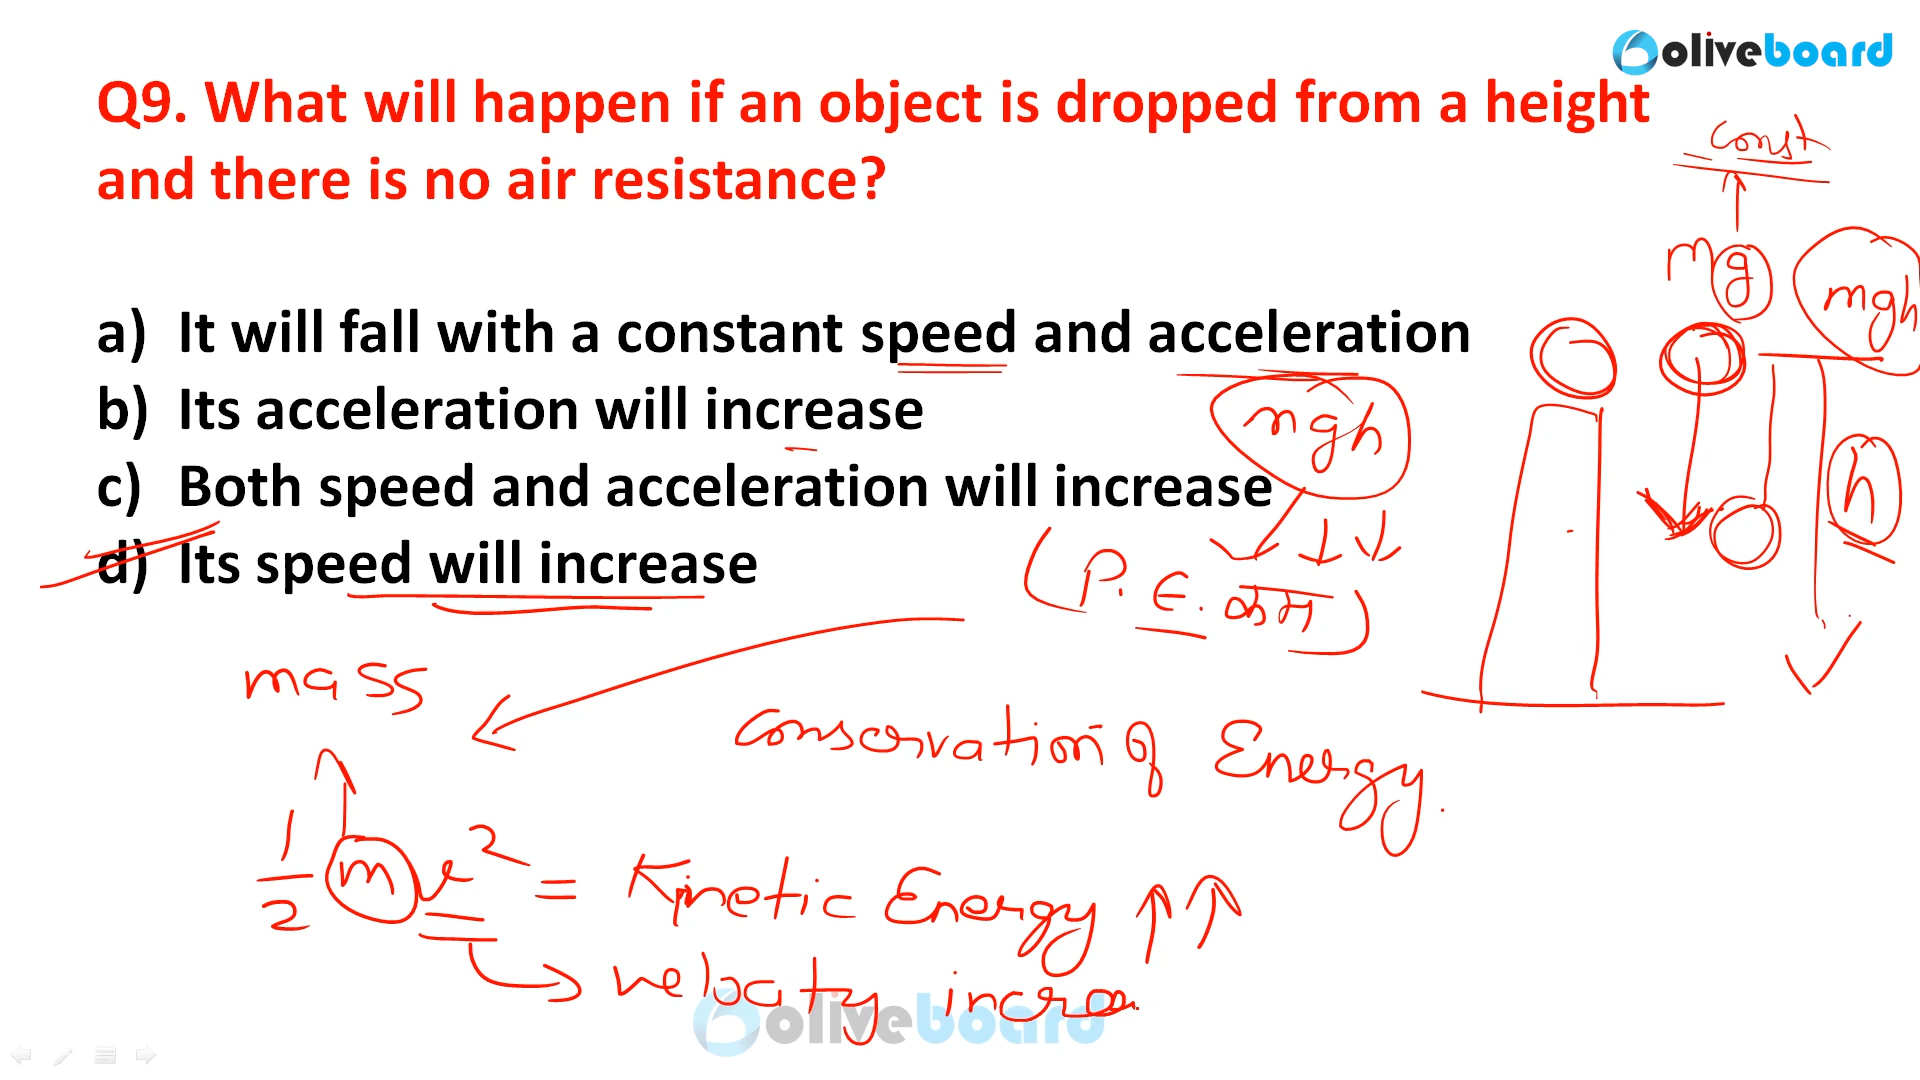 oliveboard
Q9. What will happen if an object is dropped from a height
and there is no air resistance?
const
mg
mgh
a) It will fall with a constant speed and acceleration
b) Its acceleration will increase
mgh
h
c) Both speed and acceleration will increase
d) Its speed will increase
(P.E. कम)
mass
Conservation of Energy.
1/2 mv² = Kinetic Energy ↑↑
velocity increa
oliveboard